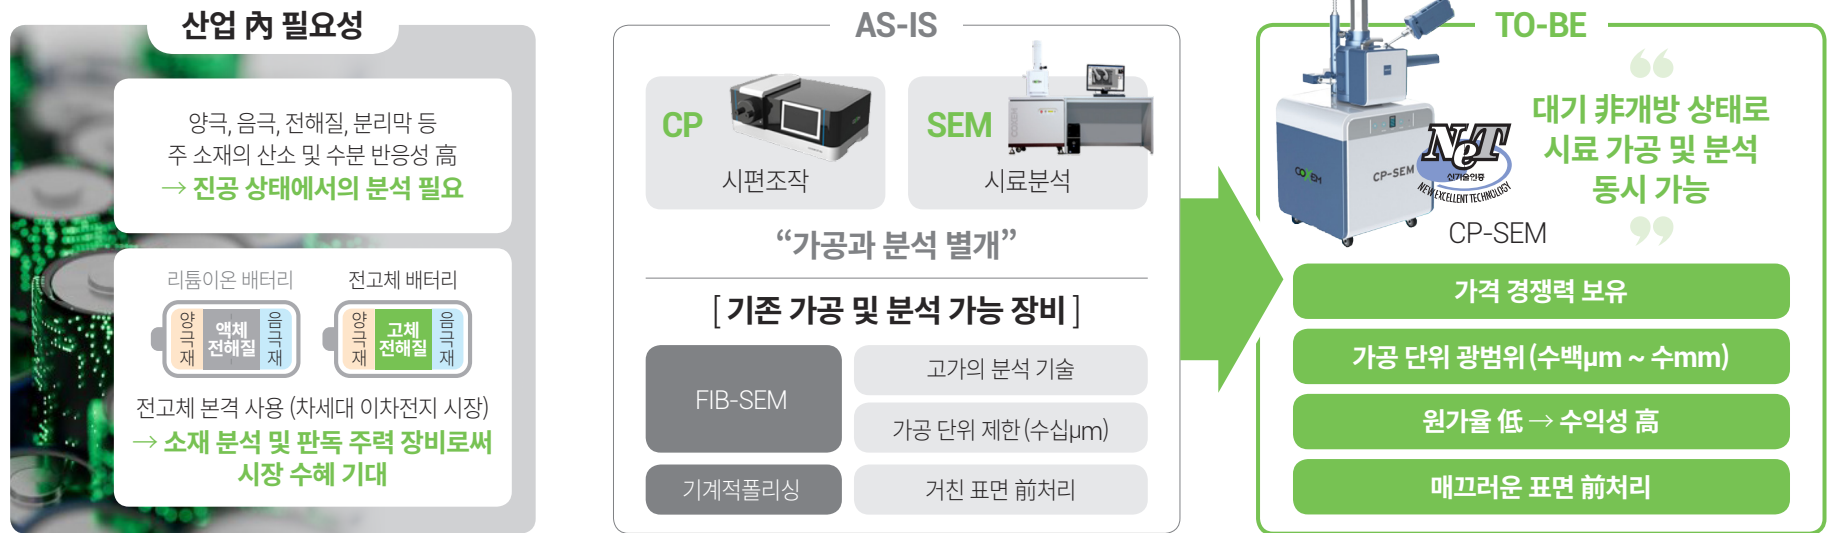 산업 內 필요성
양극, 음극, 전해질, 분리막 등
주 소재의 산소 및 수분 반응성 高
→ 진공 상태에서의 분석 필요
리튬이온 배터리
전고체 배터리
양극재
액체
전해질
음극재
양극재
고체
전해질
음극재
전고체 본격 사용 (차세대 이차전지 시장)
→ 소재 분석 및 판독 주력 장비로써
시장 수혜 기대
AS-IS
CP
시편조작
SEM
COXEM
시료분석
“가공과 분석 별개”
[ 기존 가공 및 분석 가능 장비 ]
FIB-SEM
고가의 분석 기술
가공 단위 제한 (수십μm)
기계적폴리싱
거친 표면 前처리
TO-BE
“
대기 非개방 상태로
시료 가공 및 분석
동시 가능
”
COXEM
CP-SEM
NeT
신기술인증
NEW EXCELLENT TECHNOLOGY
CP-SEM
가격 경쟁력 보유
가공 단위 광범위 (수백μm ~ 수mm)
원가율 低 → 수익성 高
매끄러운 표면 前처리